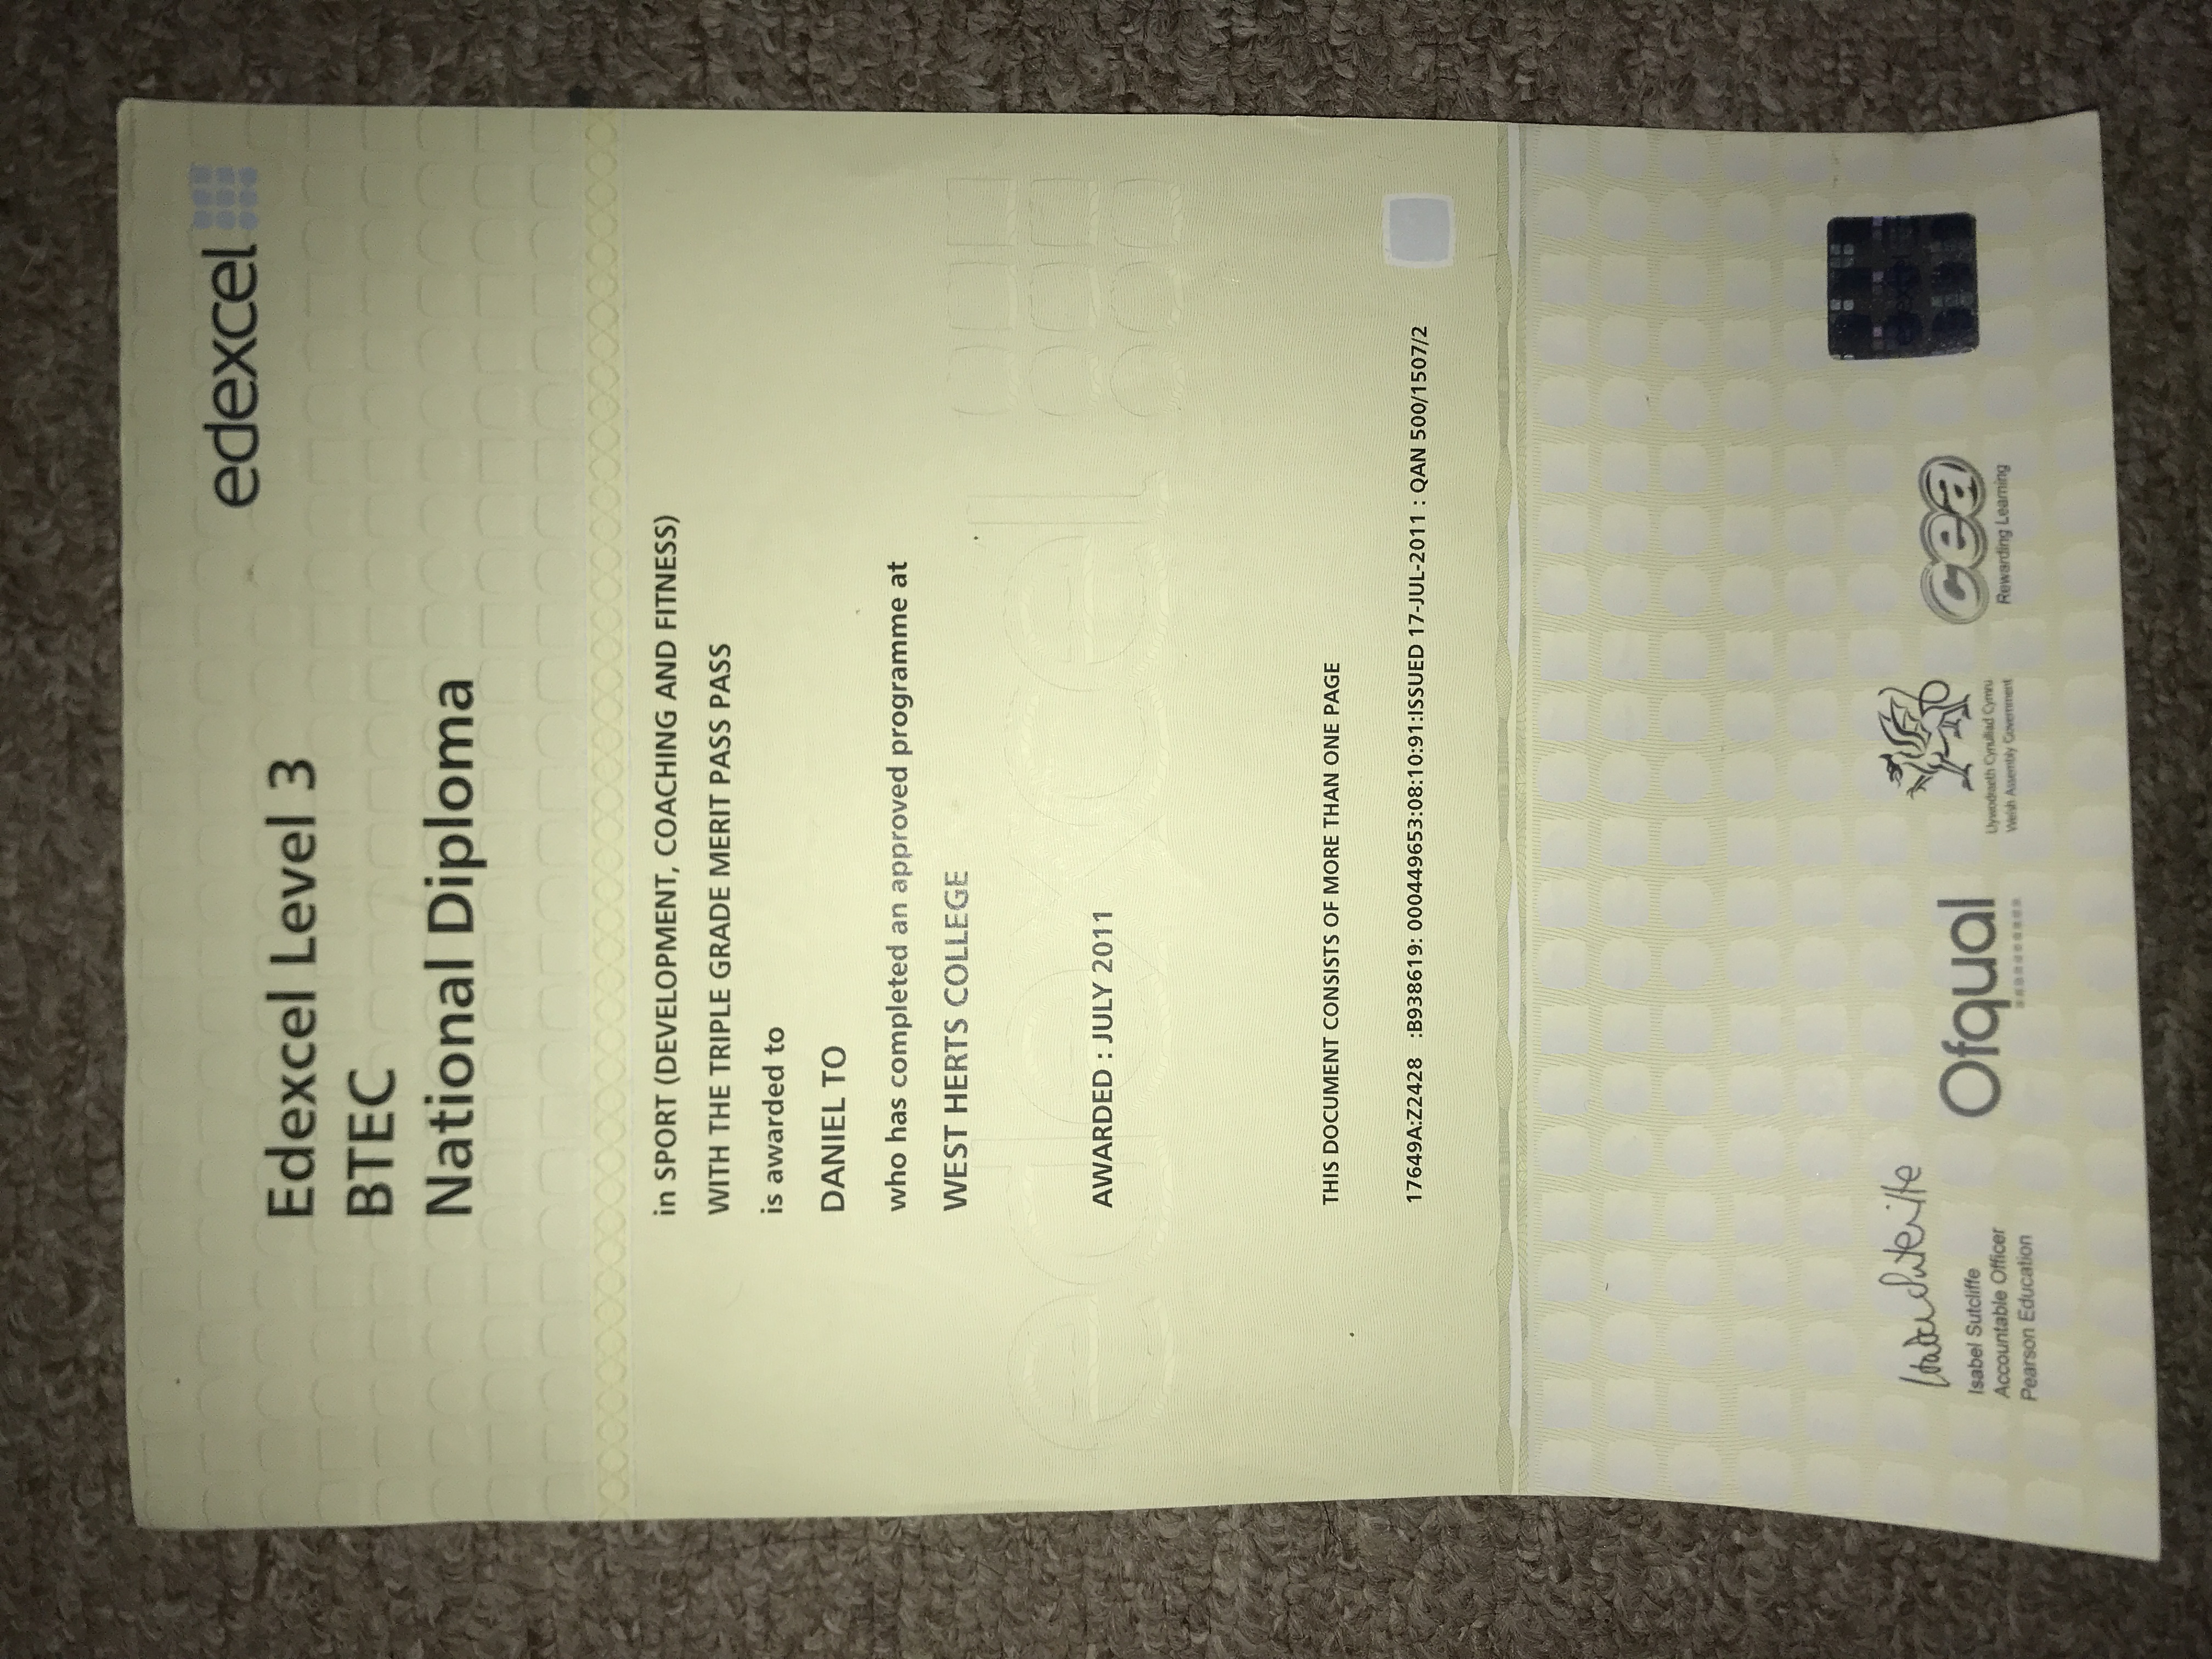 edexcel
Edexcel Level 3
BTEC
National Diploma
in SPORT (DEVELOPMENT, COACHING AND FITNESS)
WITH THE TRIPLE GRADE MERIT PASS PASS
is awarded to
DANIEL TO
who has completed an approved programme at
WEST HERTS COLLEGE
edexcel
AWARDED : JULY 2011
THIS DOCUMENT CONSISTS OF MORE THAN ONE PAGE
17649A:Z2428 :B938619: 000449653:08:10:91:ISSUED 17-JUL-2011 : QAN 500/1507/2
Isabel Sutcliffe
Accountable Officer
Pearson Education
Ofqual
Llywodraeth Cynulliad Cymru
Welsh Assembly Government
cea
Rewarding Learning
edexcel